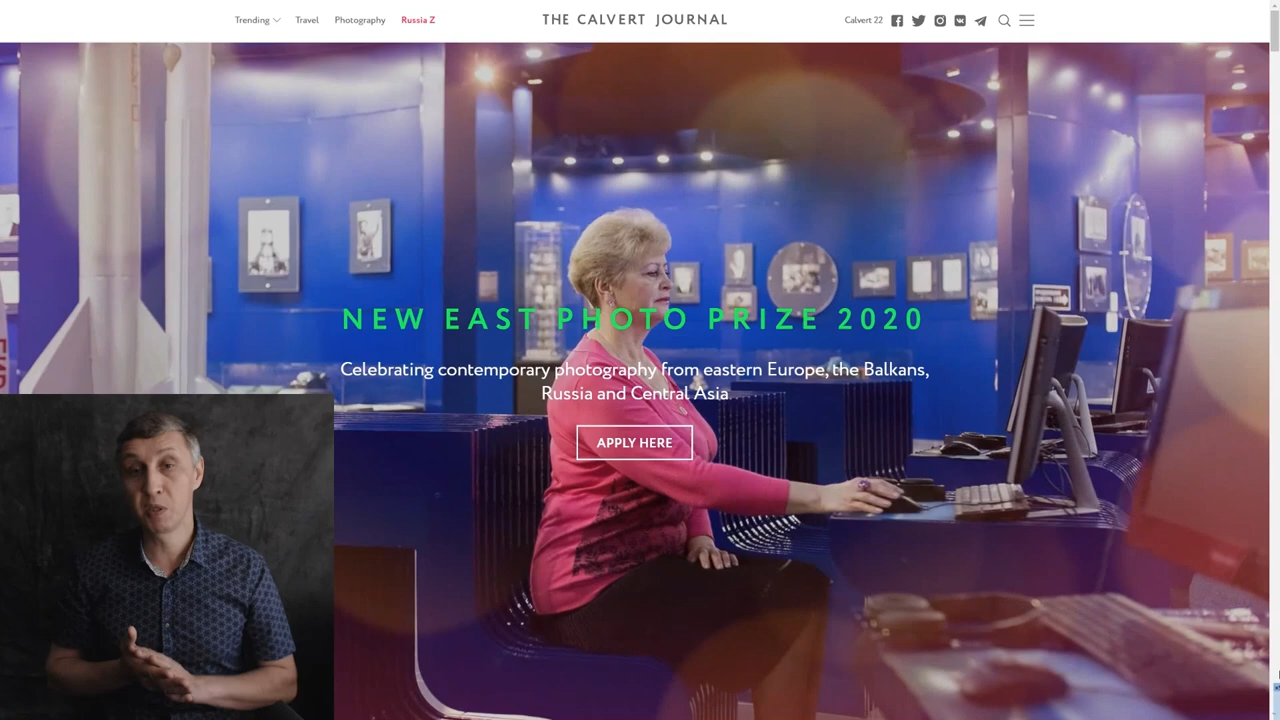 Trending Travel Photography Russia Z THE CALVERT JOURNAL Calvert 22
NEW EAST PHOTO PRIZE 2020
Celebrating contemporary photography from eastern Europe, the Balkans,
Russia and Central Asia
APPLY HERE